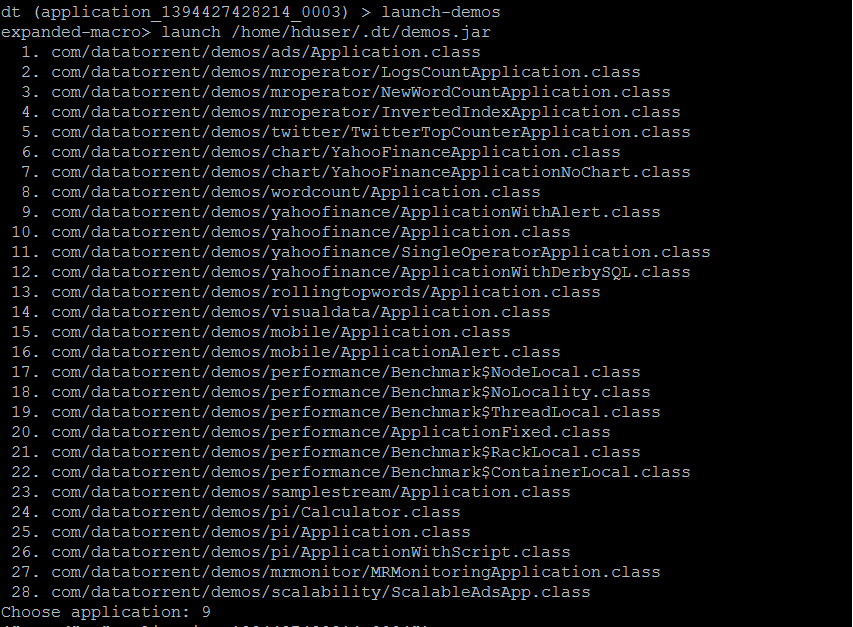 dt (application_1394427428214_0003) > launch-demos
expanded-macro> launch /home/hduser/.dt/demos.jar
1. com/datatorrent/demos/ads/Application.class
2. com/datatorrent/demos/mroperator/LogsCountApplication.class
3. com/datatorrent/demos/mroperator/NewWordCountApplication.class
4. com/datatorrent/demos/mroperator/InvertedIndexApplication.class
5. com/datatorrent/demos/twitter/TwitterTopCounterApplication.class
6. com/datatorrent/demos/chart/YahooFinanceApplication.class
7. com/datatorrent/demos/chart/YahooFinanceApplicationNoChart.class
8. com/datatorrent/demos/wordcount/Application.class
9. com/datatorrent/demos/yahoofinance/ApplicationWithAlert.class
10. com/datatorrent/demos/yahoofinance/Application.class
11. com/datatorrent/demos/yahoofinance/SingleOperatorApplication.class
12. com/datatorrent/demos/yahoofinance/ApplicationWithDerbySQL.class
13. com/datatorrent/demos/rollingtopwords/Application.class
14. com/datatorrent/demos/visualdata/Application.class
15. com/datatorrent/demos/mobile/Application.class
16. com/datatorrent/demos/mobile/ApplicationAlert.class
17. com/datatorrent/demos/performance/Benchmark$NodeLocal.class
18. com/datatorrent/demos/performance/Benchmark$NoLocality.class
19. com/datatorrent/demos/performance/Benchmark$ThreadLocal.class
20. com/datatorrent/demos/performance/ApplicationFixed.class
21. com/datatorrent/demos/performance/Benchmark$RackLocal.class
22. com/datatorrent/demos/performance/Benchmark$ContainerLocal.class
23. com/datatorrent/demos/samplestream/Application.class
24. com/datatorrent/demos/pi/Calculator.class
25. com/datatorrent/demos/pi/Application.class
26. com/datatorrent/demos/pi/ApplicationWithScript.class
27. com/datatorrent/demos/mrmonitor/MRMonitoringApplication.class
28. com/datatorrent/demos/scalability/ScalableAdsApp.class
Choose application: 9